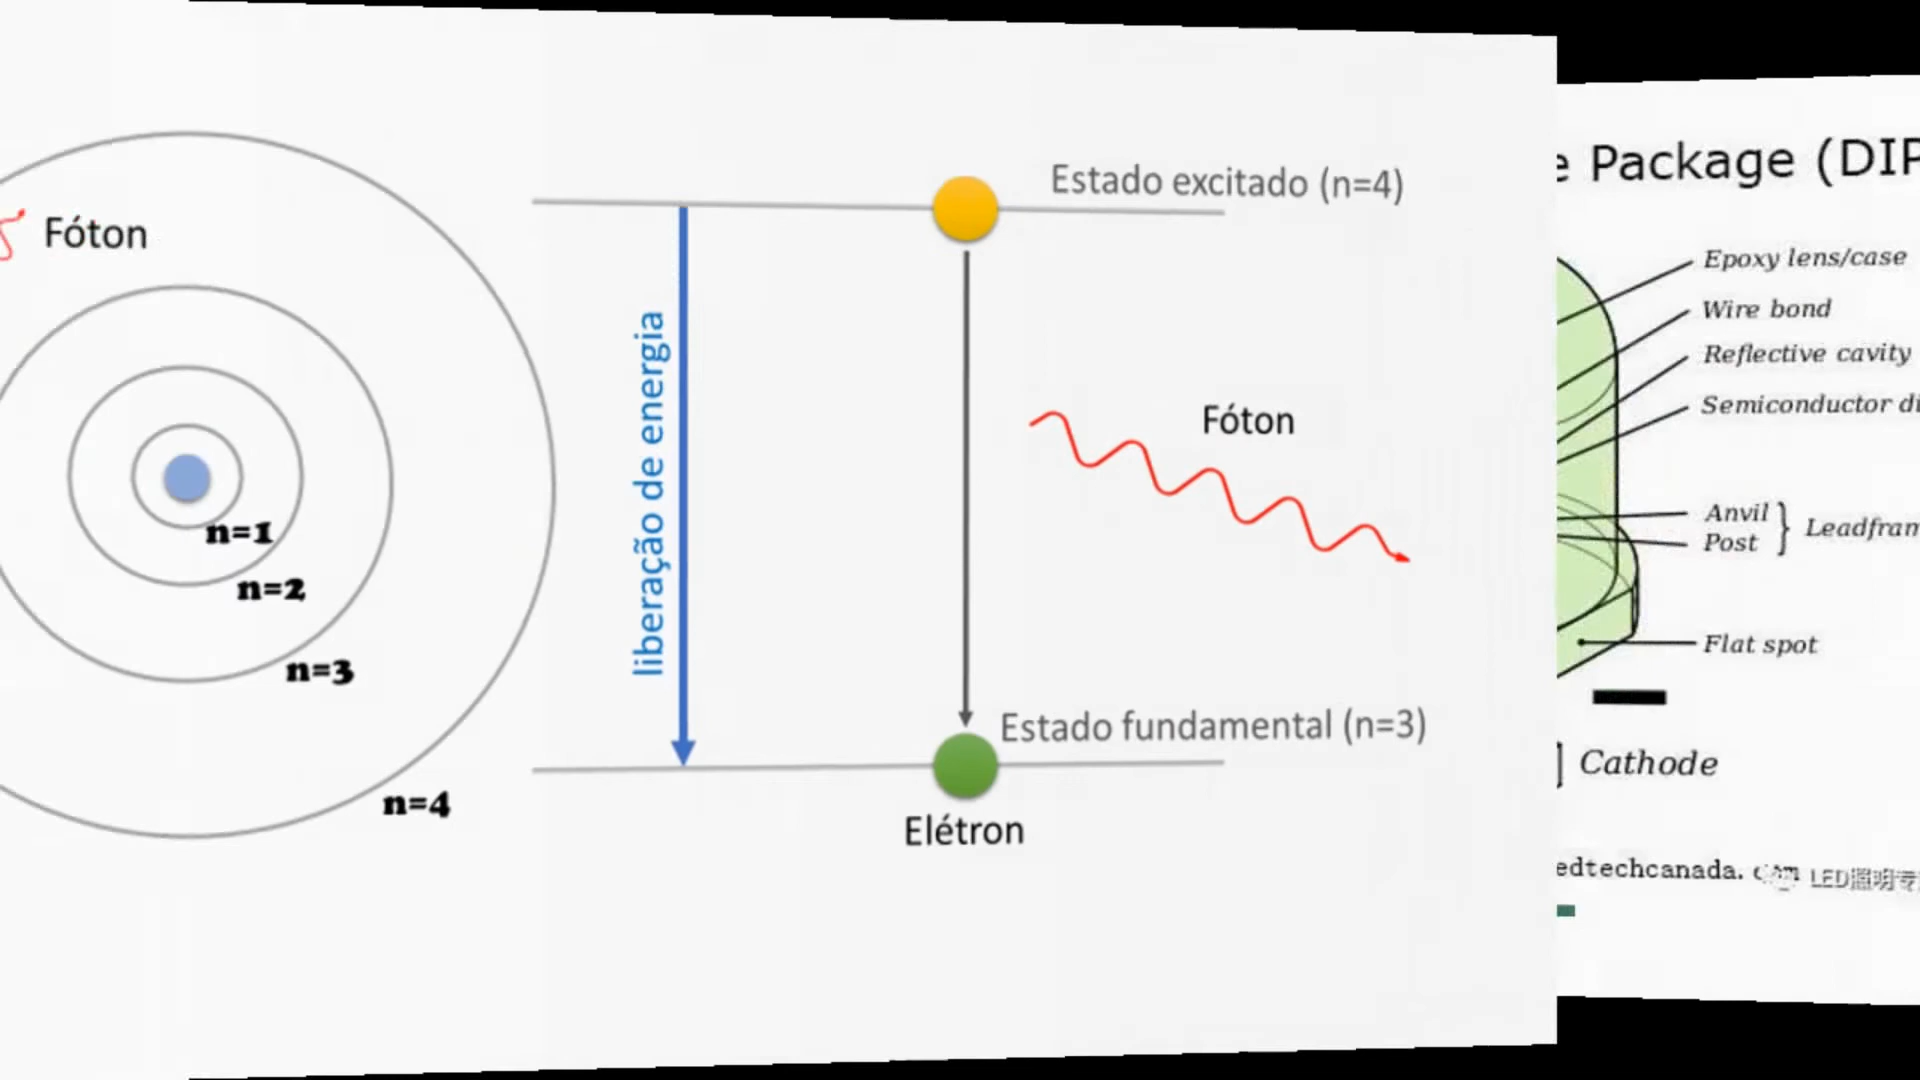 Fóton
n=1
n=2
n=3
n=4
liberação de energia
Estado excitado (n=4)
Fóton
Estado fundamental (n=3)
Elétron
e Package (DIP
Epoxy lens/case
Wire bond
Reflective cavity
Semiconductor di
Anvil
Post
Leadfram
Flat spot
Cathode
edtechcanada.
LED照明专